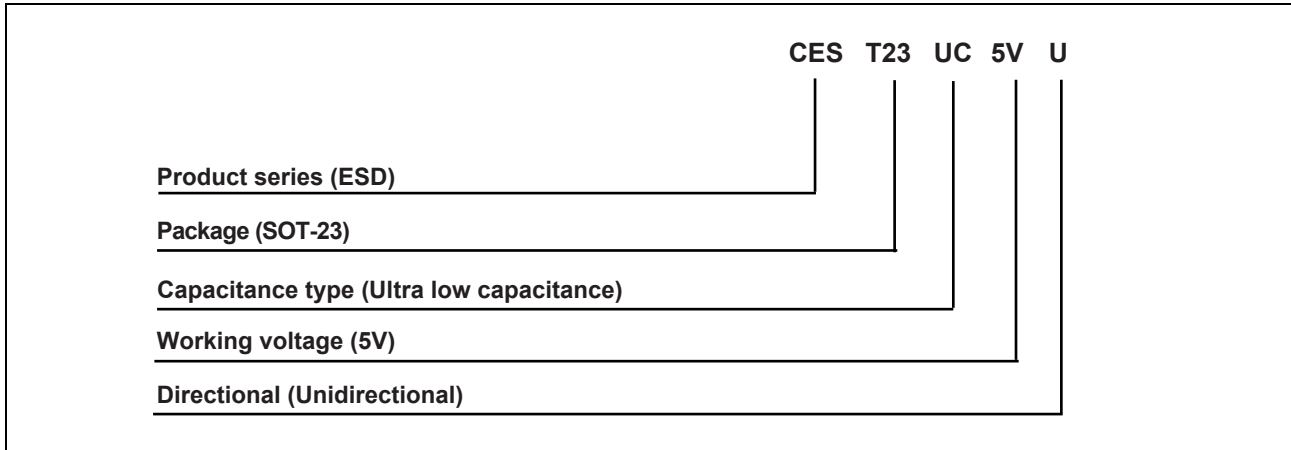 CES T23 UC 5V U
Product series (ESD)
Package (SOT-23)
Capacitance type (Ultra low capacitance)
Working voltage (5V)
Directional (Unidirectional)